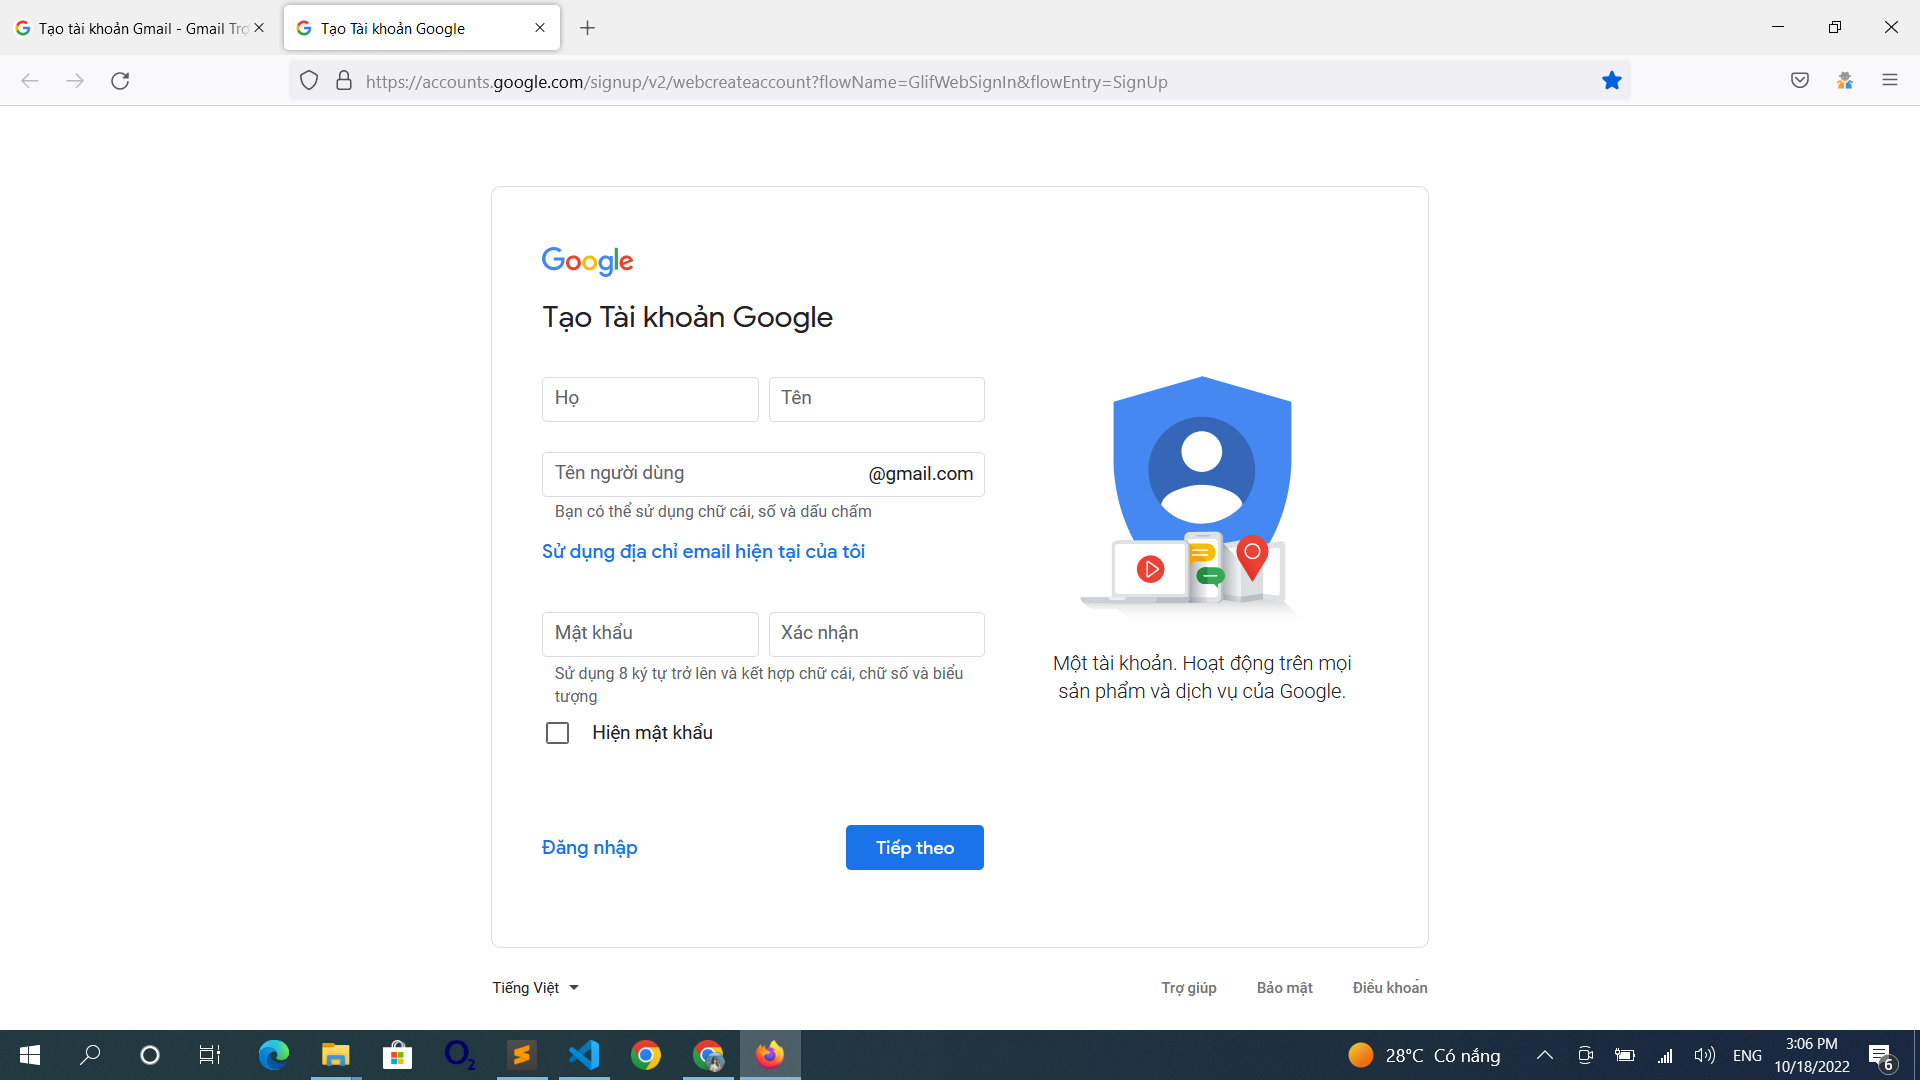 Tạo tài khoản Gmail - Gmail Trợ
Tạo Tài khoản Google
https://accounts.google.com/signup/v2/webcreateaccount?flowName=GlifWebSignIn&flowEntry=SignUp
Google
Tạo Tài khoản Google
Họ
Tên
Tên người dùng
@gmail.com
Bạn có thể sử dụng chữ cái, số và dấu chấm
Sử dụng địa chỉ email hiện tại của tôi
Mật khẩu
Xác nhận
Sử dụng 8 ký tự trở lên và kết hợp chữ cái, chữ số và biểu
tượng
Hiện mật khẩu
Một tài khoản. Hoạt động trên mọi
sản phẩm và dịch vụ của Google.
Đăng nhập
Tiếp theo
Tiếng Việt
Trợ giúp
Bảo mật
Điều khoản
O2
28°C Có nắng
ENG
3:06 PM
10/18/2022
6